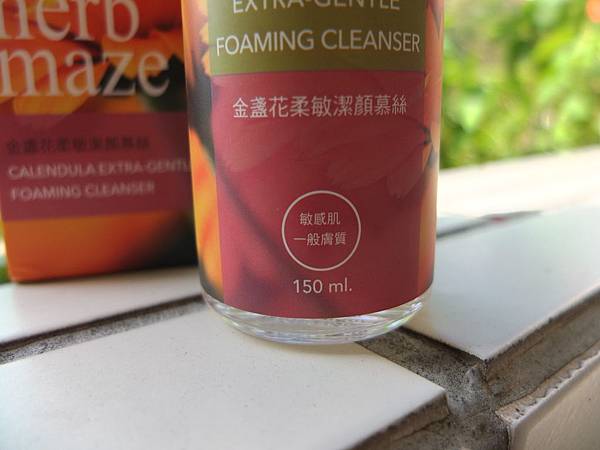 herb
maze
金盞花柔敏潔顏慕絲
CALENDULA EXTRA-GENTLE
FOAMING CLEANSER
EXTRA-GENTLE
FOAMING CLEANSER
金盞花柔敏潔顏慕絲
敏感肌
一般膚質
150 ml.